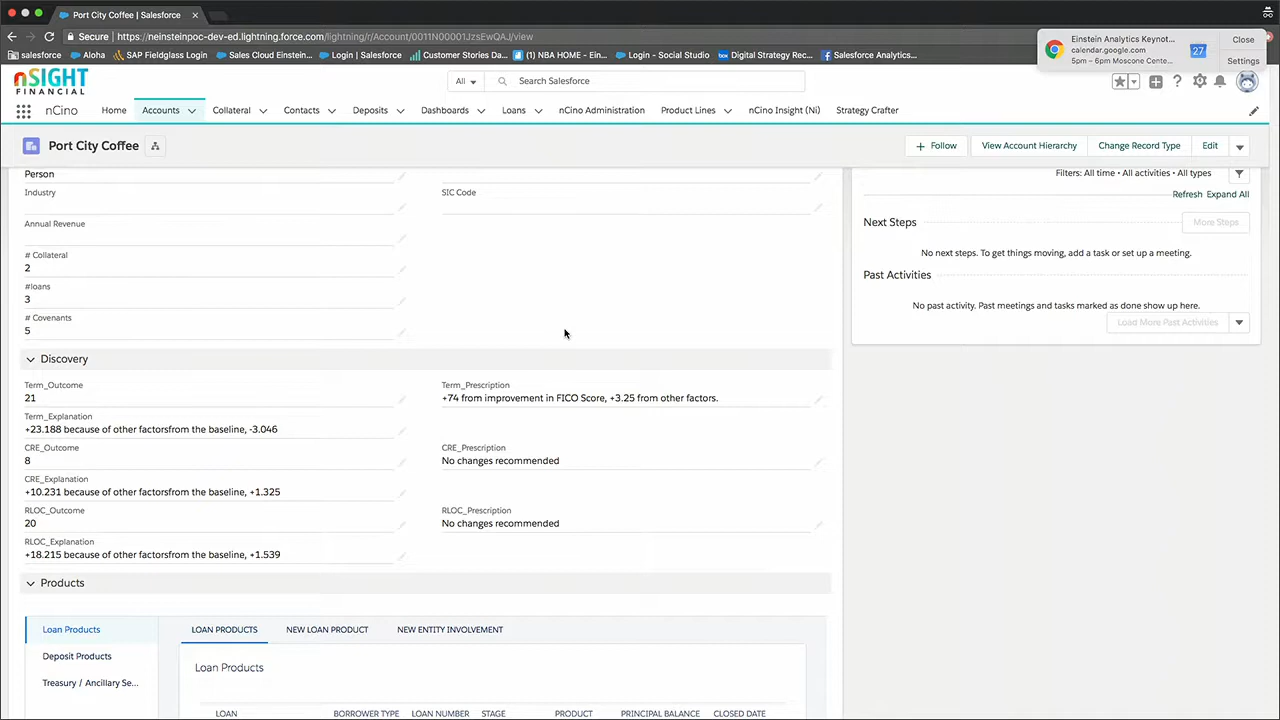 Port City Coffee | Salesforce
Secure | https://neinsteinpoc-dev-ed.lightning.force.com/lightning/r/Account/0011N00001JzsEwQAJ/view
salesforce Aloha SAP Fieldglass Login Sales Cloud Einstein... Login | Salesforce Customer Stories Da... (1) NBA HOME - Ein... Login - Social Studio Digital Strategy Rec... Salesforce Analytics...
Einstein Analytics Keynot...
calendar.google.com
5pm – 6pm Moscone Cente...
27
Close
Settings
nSIGHT
FINANCIAL
All Search Salesforce
nCino Home Accounts Collateral Contacts Deposits Dashboards Loans nCino Administration Product Lines nCino Insight (Ni) Strategy Crafter
Port City Coffee
+ Follow View Account Hierarchy Change Record Type Edit
Person
Industry
SIC Code
Annual Revenue
# Collateral
2
#loans
3
# Covenants
5
Discovery
Term_Outcome
21
Term_Prescription
+74 from improvement in FICO Score, +3.25 from other factors.
Term_Explanation
+23.188 because of other factorsfrom the baseline, -3.046
CRE_Outcome
8
CRE_Prescription
No changes recommended
CRE_Explanation
+10.231 because of other factorsfrom the baseline, +1.325
RLOC_Outcome
20
RLOC_Prescription
No changes recommended
RLOC_Explanation
+18.215 because of other factorsfrom the baseline, +1.539
Products
Loan Products
Deposit Products
Treasury / Ancillary Se...
LOAN PRODUCTS NEW LOAN PRODUCT NEW ENTITY INVOLVEMENT
Loan Products
LOAN BORROWER TYPE LOAN NUMBER STAGE PRODUCT PRINCIPAL BALANCE CLOSED DATE
Filters: All time • All activities • All types
Refresh Expand All
Next Steps
More Steps
No next steps. To get things moving, add a task or set up a meeting.
Past Activities
No past activity. Past meetings and tasks marked as done show up here.
Load More Past Activities